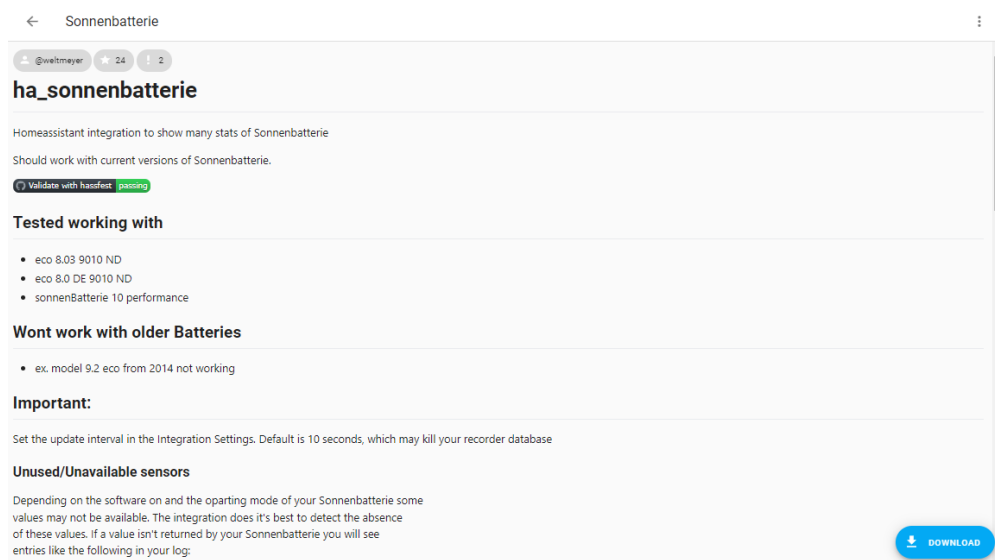 Sonnenbatterie
@weltmeyer 24 2
ha_sonnenbatterie
Homeassistant integration to show many stats of Sonnenbatterie
Should work with current versions of Sonnenbatterie.
Validate with hassfest passing
Tested working with
eco 8.03 9010 ND
eco 8.0 DE 9010 ND
sonnenBatterie 10 performance
Wont work with older Batteries
ex. model 9.2 eco from 2014 not working
Important:
Set the update interval in the Integration Settings. Default is 10 seconds, which may kill your recorder database
Unused/Unavailable sensors
Depending on the software on and the oparting mode of your Sonnenbatterie some
values may not be available. The integration does it's best to detect the absence
of these values. If a value isn't returned by your Sonnenbatterie you will see
entries like the following in your log:
DOWNLOAD